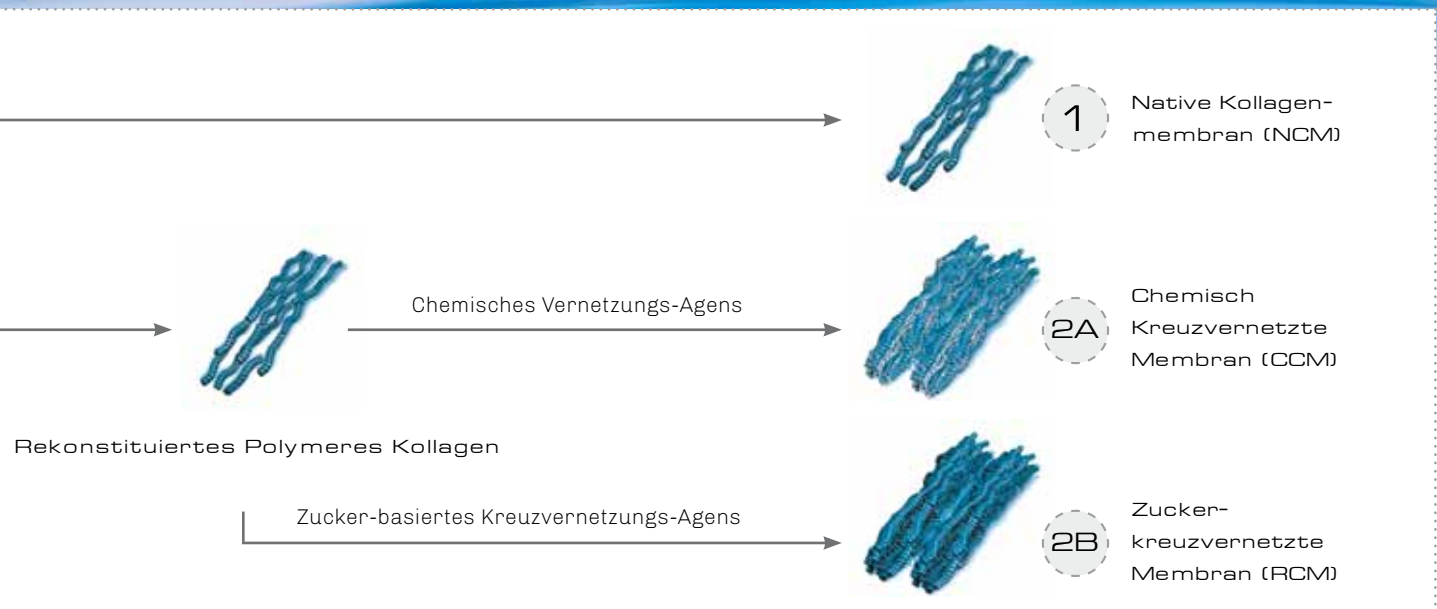 1
Native Kollagen-
membran (NCM)
Chemisches Vernetzungs-Agens
2A
Chemisch
Kreuzvernetzte
Membran (CCM)
Rekonstituiertes Polymeres Kollagen
Zucker-basiertes Kreuzvernetzungs-Agens
2B
Zucker-
kreuzvernetzte
Membran (RCM)